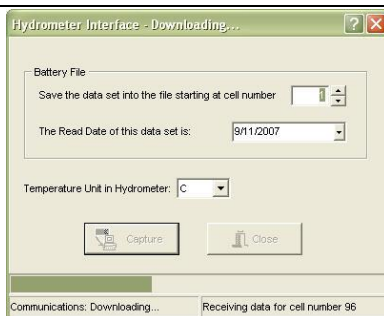 Hydrometer Interface - Downloading...
Battery File
Save the data set into the file starting at cell number 1
The Read Date of this data set is: 9/11/2007
Temperature Unit in Hydrometer: C
Capture Close
Communications: Downloading... Receiving data for cell number 96